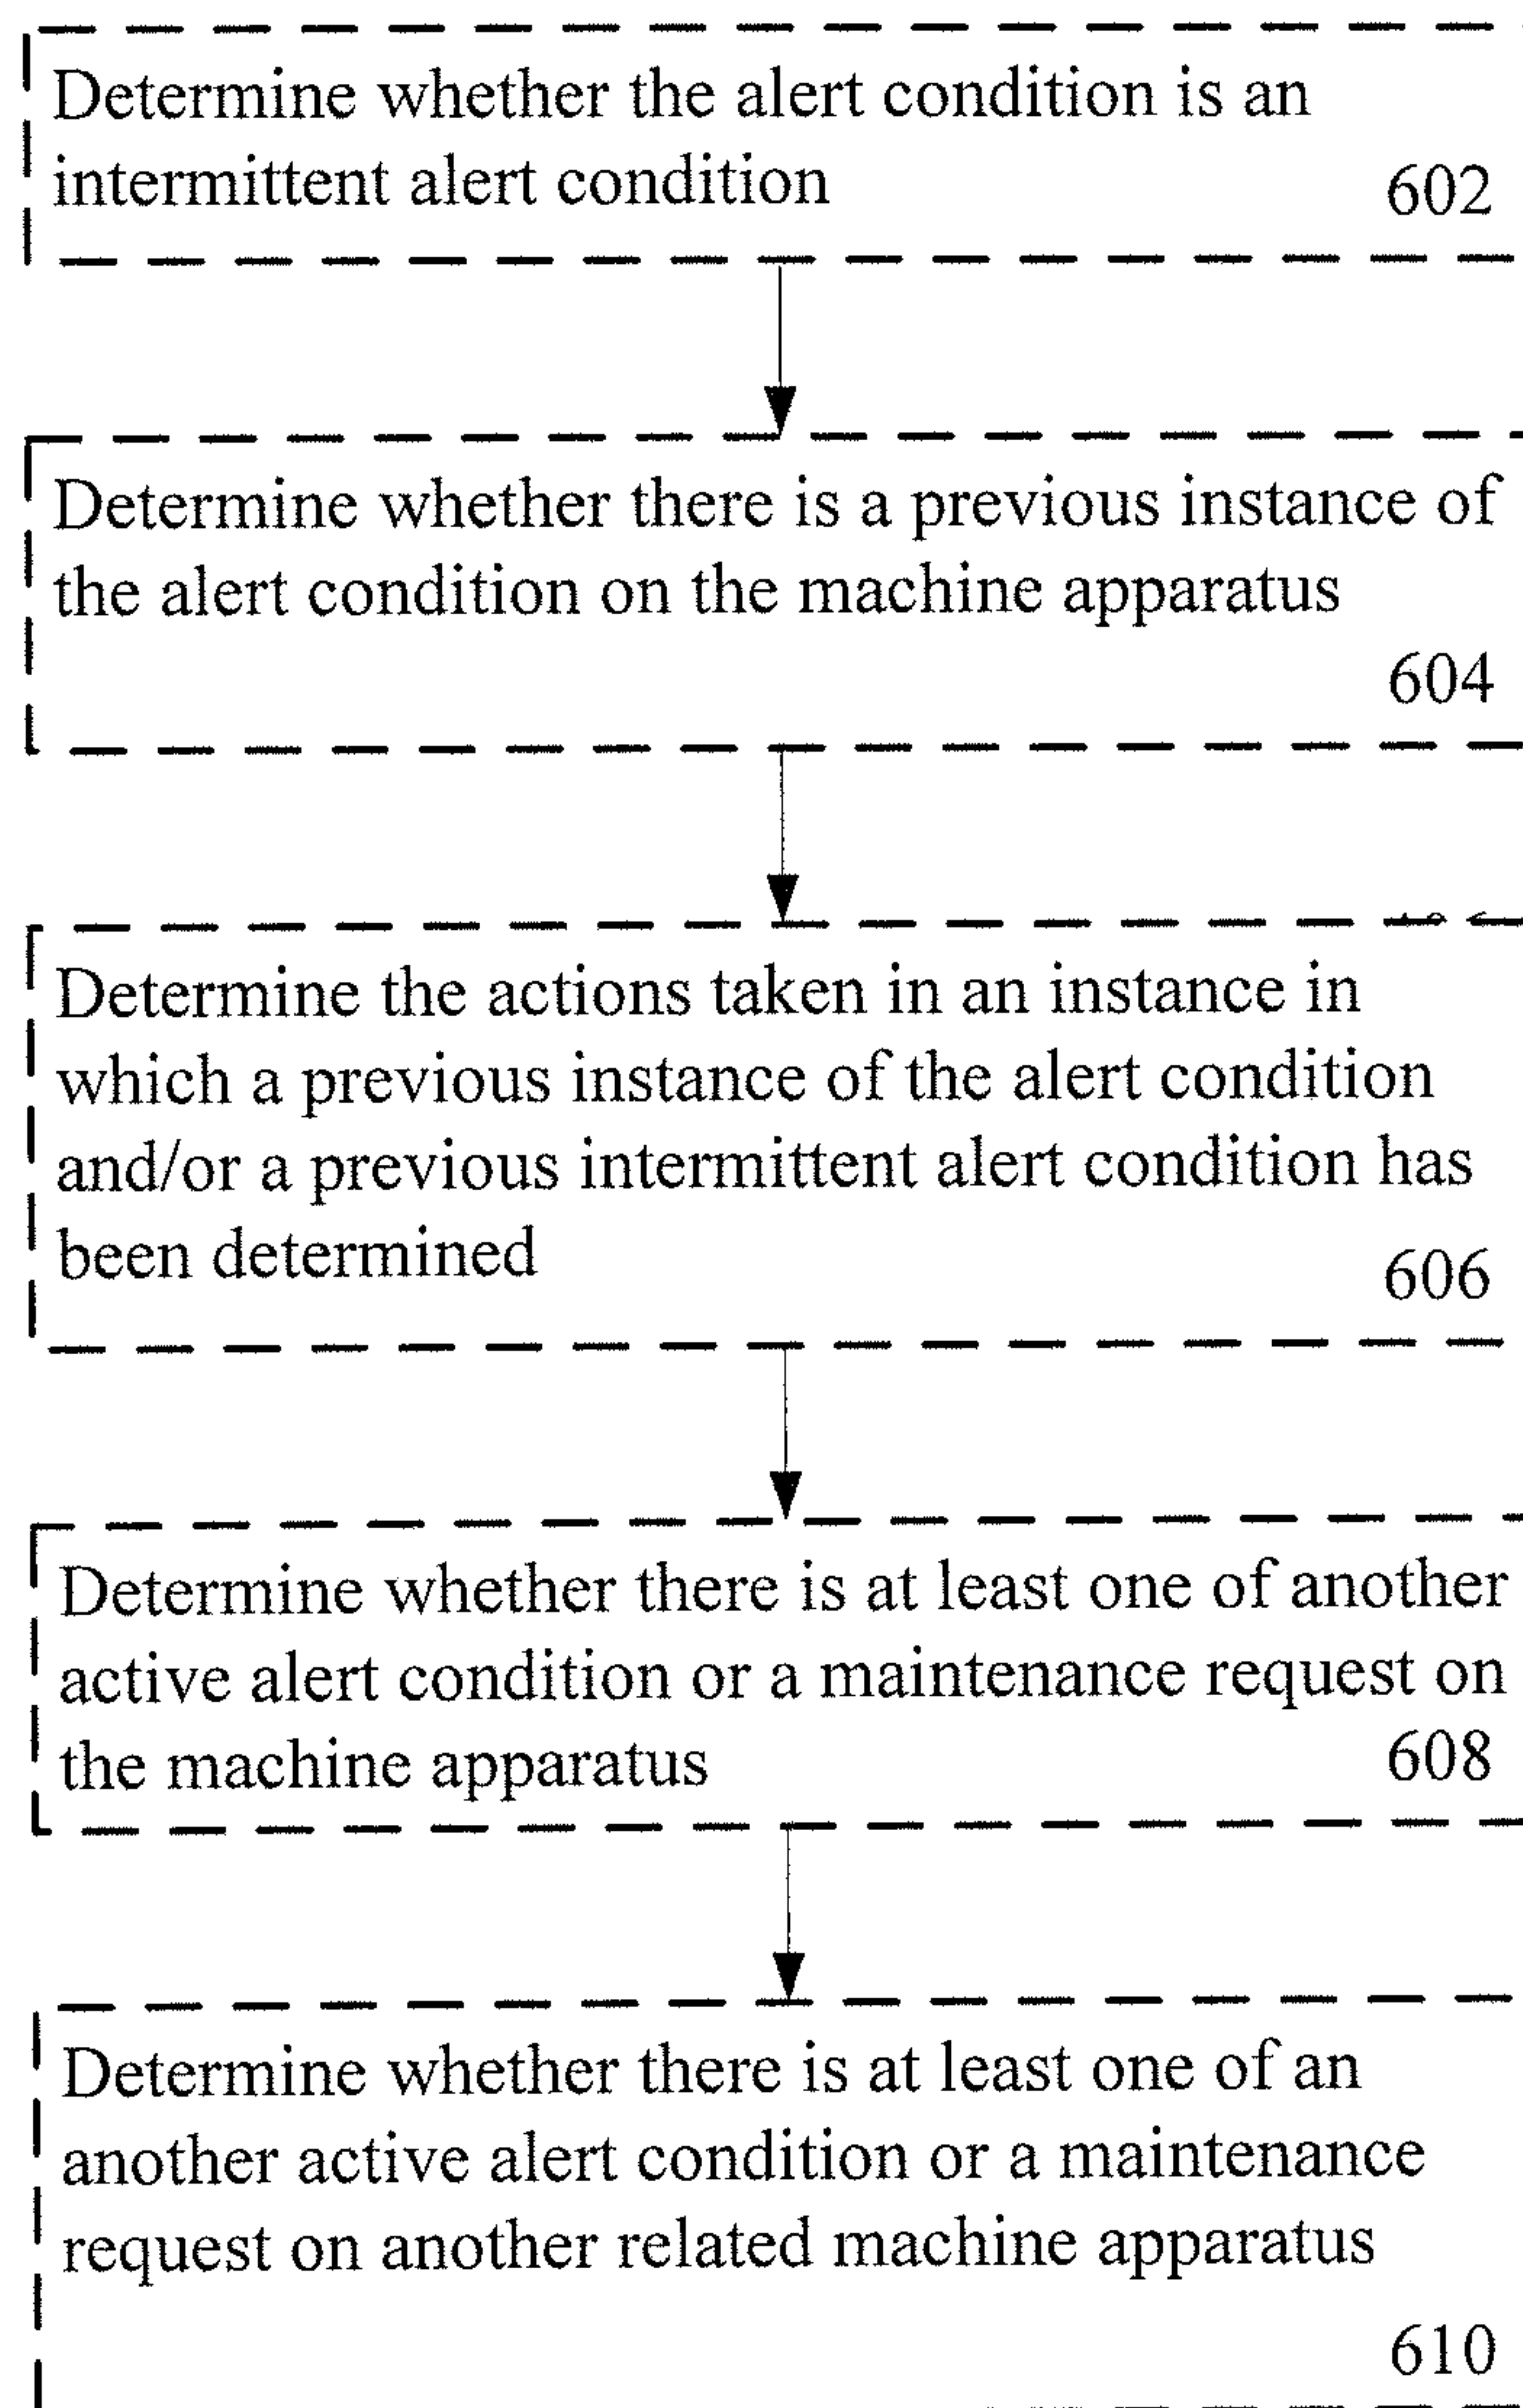 Determine whether the alert condition is an
intermittent alert condition
602
Determine whether there is a previous instance of
the alert condition on the machine apparatus
604
Determine the actions taken in an instance in
which a previous instance of the alert condition
and/or a previous intermittent alert condition has
been determined
606
Determine whether there is at least one of another
active alert condition or a maintenance request on
the machine apparatus
608
Determine whether there is at least one of an
another active alert condition or a maintenance
request on another related machine apparatus
610